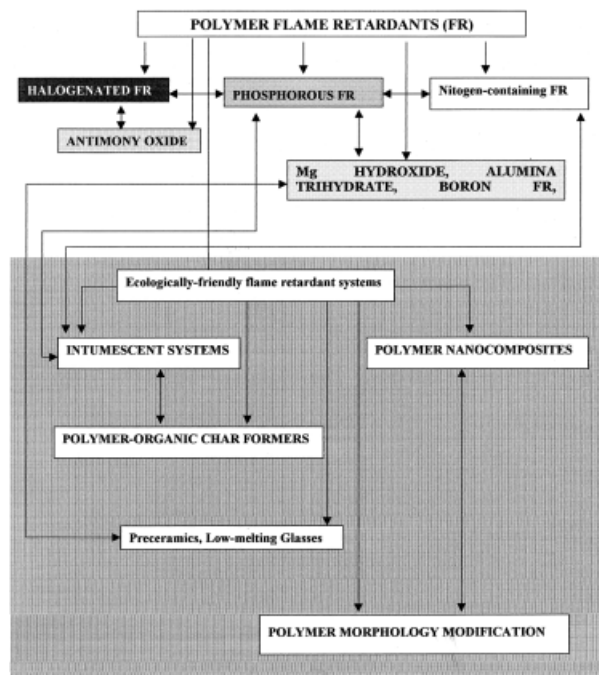 POLYMER FLAME RETARDANTS (FR)
HALOGENATED FR
PHOSPHOROUS FR
Nitogen-containing FR
ANTIMONY OXIDE
Mg HYDROXIDE, ALUMINA
TRIHYDRATE, BORON FR,
Ecologically-friendly flame retardant systems
INTUMESCENT SYSTEMS
POLYMER NANOCOMPOSITES
POLYMER-ORGANIC CHAR FORMERS
Preceramics, Low-melting Glasses
POLYMER MORPHOLOGY MODIFICATION